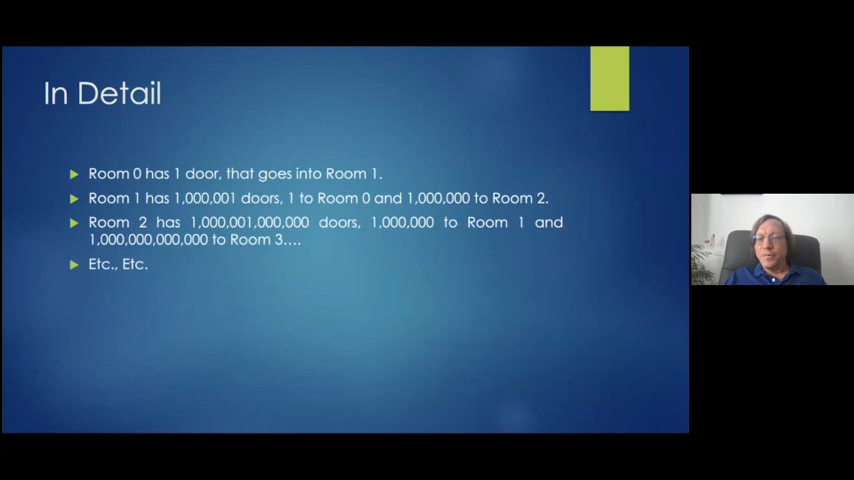 In Detail
Room 0 has 1 door, that goes into Room 1.
Room 1 has 1,000,001 doors, 1 to Room 0 and 1,000,000 to Room 2.
Room 2 has 1,000,001,000,000 doors, 1,000,000 to Room 1 and
1,000,000,000,000 to Room 3....
Etc., Etc.